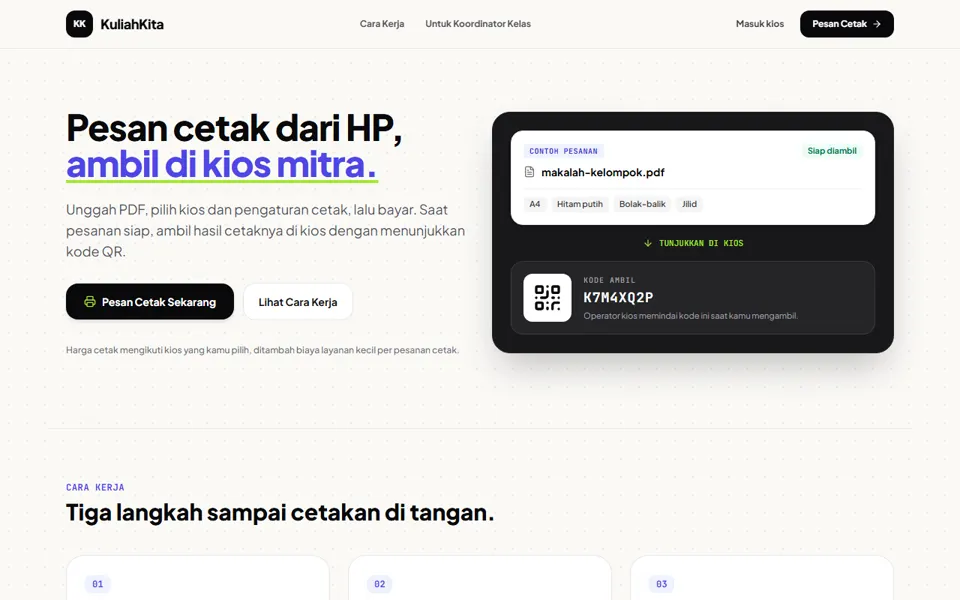 KK KuliahKita
Cara Kerja
Untuk Koordinator Kelas
Masuk kios
Pesan Cetak →
Pesan cetak dari HP,
ambil di kios mitra.
Unggah PDF, pilih kios dan pengaturan cetak, lalu bayar. Saat
pesanan siap, ambil hasil cetaknya di kios dengan menunjukkan
kode QR.
Pesan Cetak Sekarang
Lihat Cara Kerja
Harga cetak mengikuti kios yang kamu pilih, ditambah biaya layanan kecil per pesanan cetak.
CONTOH PESANAN
Siap diambil
makalah-kelompok.pdf
A4
Hitam putih
Bolak-balik
Jilid
↓ TUNJUKKAN DI KIOS
KODE AMBIL
K7M4XQ2P
Operator kios memindai kode ini saat kamu mengambil.
CARA KERJA
Tiga langkah sampai cetakan di tangan.
01
02
03